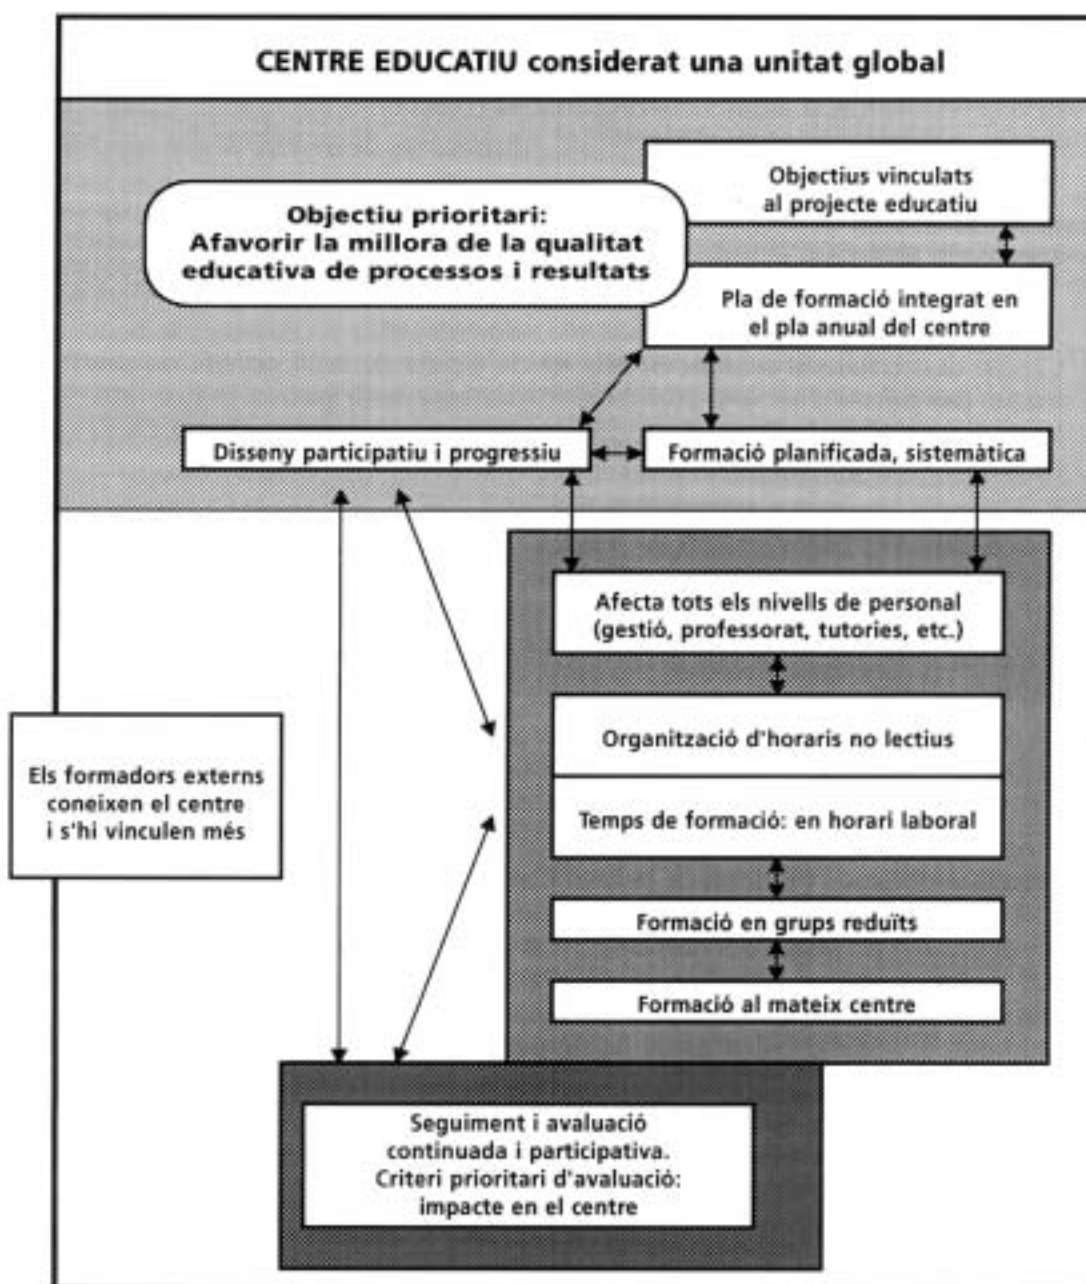 CENTRE EDUCATIU considerat una unitat global
Objectius vinculats
al projecte educatiu
Objectiu prioritari:
Afavorir la millora de la qualitat
educativa de processos i resultats
Pla de formació integrat en
el pla anual del centre
Disseny participatiu i progressiu
Formació planificada, sistemàtica
Afecta tots els nivells de personal
(gestió, professorat, tutories, etc.)
Organització d'horaris no lectius
Els formadors externs
coneixen el centre
i s'hi vinculen més
Temps de formació: en horari laboral
Formació en grups reduïts
Formació al mateix centre
Seguiment i avaluació
continuada i participativa.
Criteri prioritari d'avaluació:
impacte en el centre